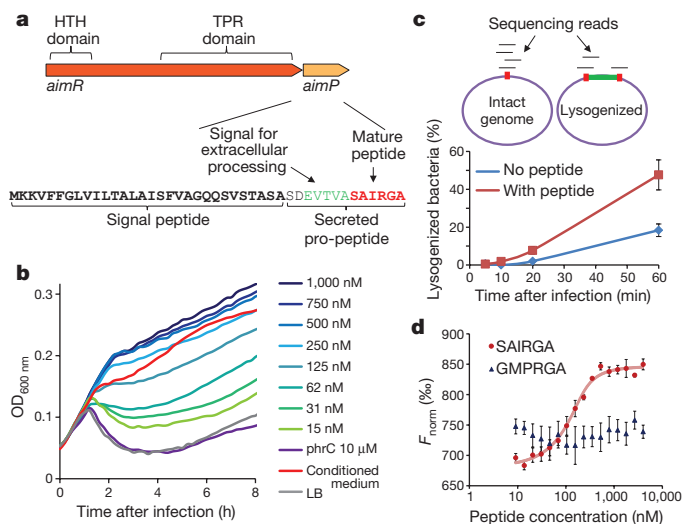 a
HTH domain
TPR domain
aimR
aimP
Signal for extracellular processing
Mature peptide
MKKVFFGLVILTALAISFVAGQQSVSTASASDEVTVASAIRGA
Signal peptide
Secreted pro-peptide
b
OD600 nm
0.3
0.2
0.1
0
0 2 4 6 8
Time after infection (h)
1,000 nM
750 nM
500 nM
250 nM
125 nM
62 nM
31 nM
15 nM
phrC 10 μM
Conditioned medium
LB
c
Sequencing reads
Intact genome
Lysogenized
Lysogenized bacteria (%)
60
40
20
0
No peptide
With peptide
0 10 20 30 40 50 60
Time after infection (min)
d
SAIRGA
GMPRGA
Fnorm (‰)
900
850
800
750
700
650
1 10 100 1,000 10,000
Peptide concentration (nM)